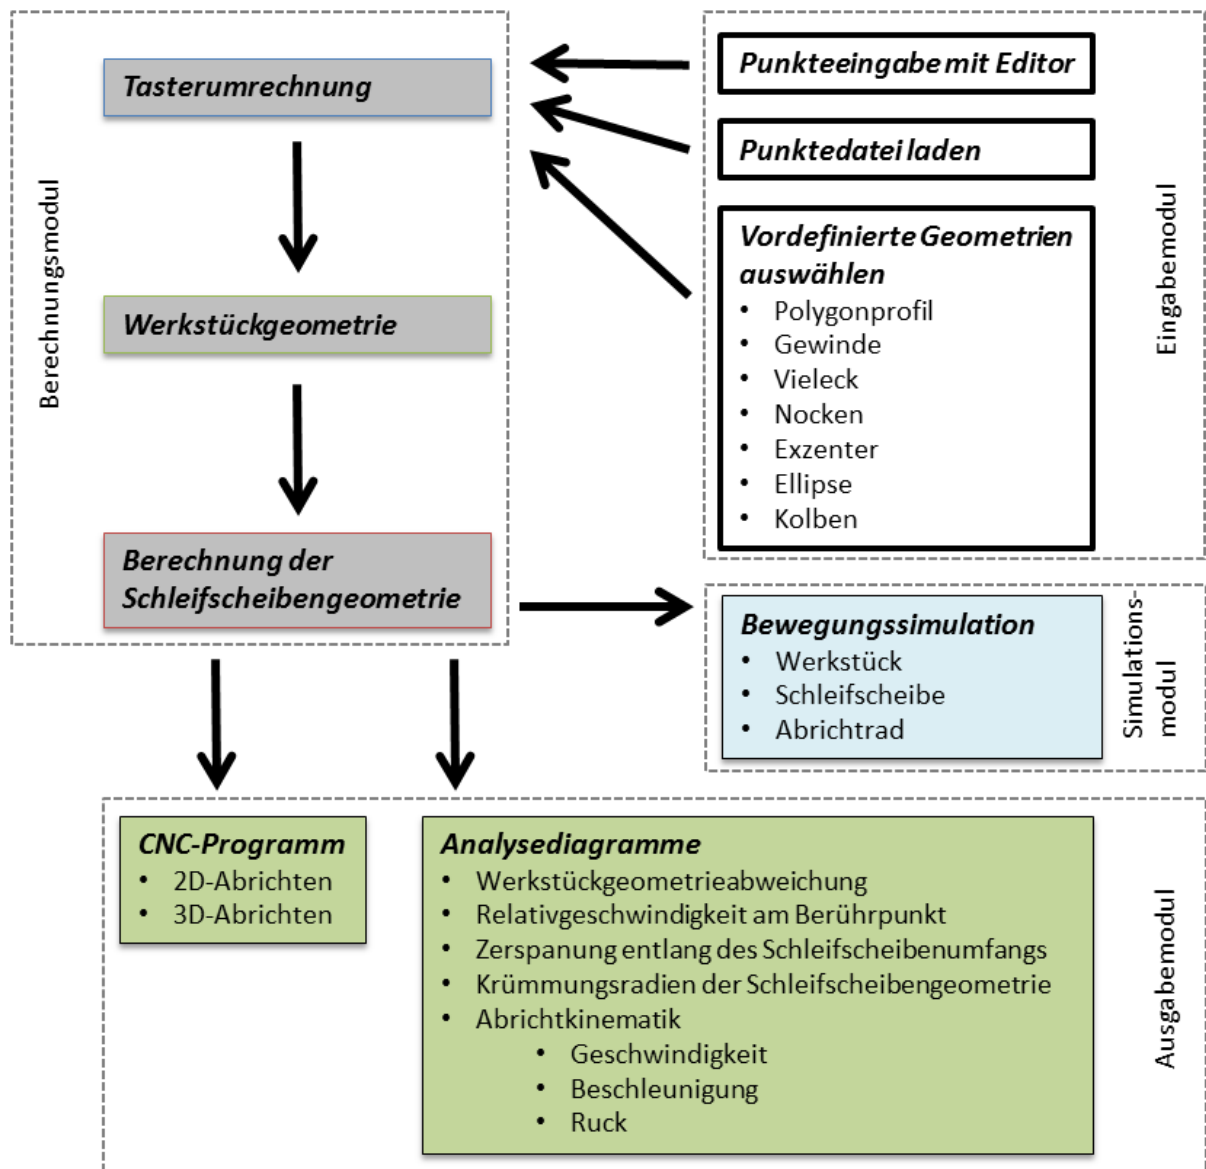 Berechnungsmodul
Tasterumrechnung
Werkstückgeometrie
Berechnung der
Schleifscheibengeometrie
Punkteeingabe mit Editor
Punktedatei laden
Vordefinierte Geometrien
auswählen
• Polygonprofil
• Gewinde
• Vieleck
• Nocken
• Exzenter
• Ellipse
• Kolben
Eingabemodul
Bewegungssimulation
• Werkstück
• Schleifscheibe
• Abrichtrad
Simulations-
modul
CNC-Programm
• 2D-Abrichten
• 3D-Abrichten
Analysediagramme
• Werkstückgeometrieabweichung
• Relativgeschwindigkeit am Berührpunkt
• Zerspanung entlang des Schleifscheibenumfangs
• Krümmungsradien der Schleifscheibengeometrie
• Abrichtkinematik
• Geschwindigkeit
• Beschleunigung
• Ruck
Ausgabemodul